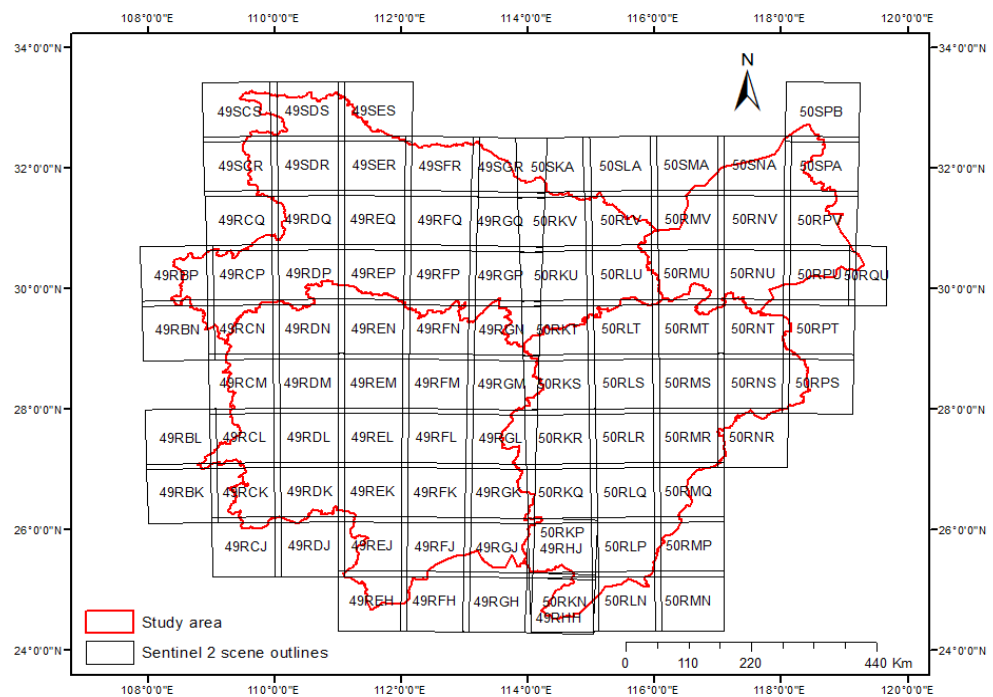 108°0'0"E 110°0'0"E 112°0'0"E 114°0'0"E 116°0'0"E 118°0'0"E 120°0'0"E
34°0'0"N 34°0'0"N
N
49SCS 49SDS 49SES 50SPB
32°0'0"N 49SCR 49SDR 49SER 49SFR 49SGR 50SKA 50SLA 50SMA 50SNA 50SPA 32°0'0"N
49RCQ 49RDQ 49REQ 49RFQ 49RGQ 50RKV 50RLV 50RMV 50RNV 50RPV
49RBP 49RCP 49RDP 49REP 49RFP 49RGP 50RKU 50RLU 50RMU 50RNU 50RPU 50RQU
30°0'0"N 30°0'0"N
49RBN 49RCN 49RDN 49REN 49RFN 49RGN 50RKT 50RLT 50RMT 50RNT 50RPT
49RCM 49RDM 49REM 49RFM 49RGM 50RKS 50RLS 50RMS 50RNS 50RPS
28°0'0"N 28°0'0"N
49RBL 49RCL 49RDL 49REL 49RFL 49RGL 50RKR 50RLR 50RMR 50RNR
49RBK 49RCK 49RDK 49REK 49RFK 49RGK 50RKQ 50RLQ 50RMQ
26°0'0"N 26°0'0"N
50RKP
49RCJ 49RDJ 49REJ 49RFJ 49RGJ 49RHJ 50RLP 50RMP
49REH 49RFH 49RGH 50RKN 50RLN 50RMN
49RHH
Study area
Sentinel 2 scene outlines
0 110 220 440 Km
24°0'0"N 24°0'0"N
108°0'0"E 110°0'0"E 112°0'0"E 114°0'0"E 116°0'0"E 118°0'0"E 120°0'0"E